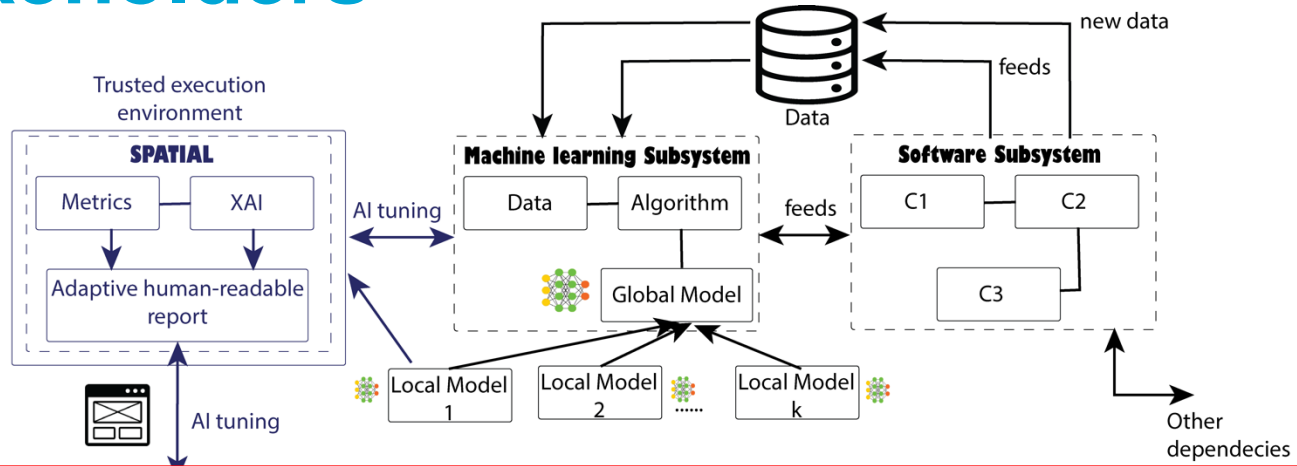 new data
feeds
Data
Trusted execution
environment
SPATIAL
Metrics
XAI
Adaptive human-readable
report
AI tuning
Machine learning Subsystem
Data
Algorithm
Global Model
feeds
Software Subsystem
C1
C2
C3
Local Model
1
Local Model
2
......
Local Model
k
AI tuning
Other
dependecies